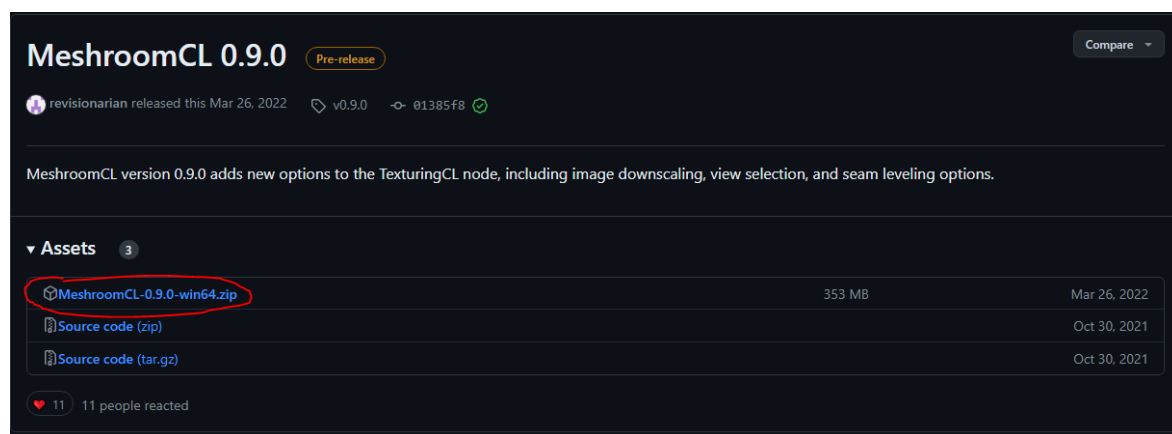 MeshroomCL 0.9.0 Pre-release Compare
revisionarian released this Mar 26, 2022 v0.9.0 01385f8
MeshroomCL version 0.9.0 adds new options to the TexturingCL node, including image downscaling, view selection, and seam leveling options.
Assets 3
MeshroomCL-0.9.0-win64.zip 353 MB Mar 26, 2022
Source code (zip) Oct 30, 2021
Source code (tar.gz) Oct 30, 2021
11 11 people reacted